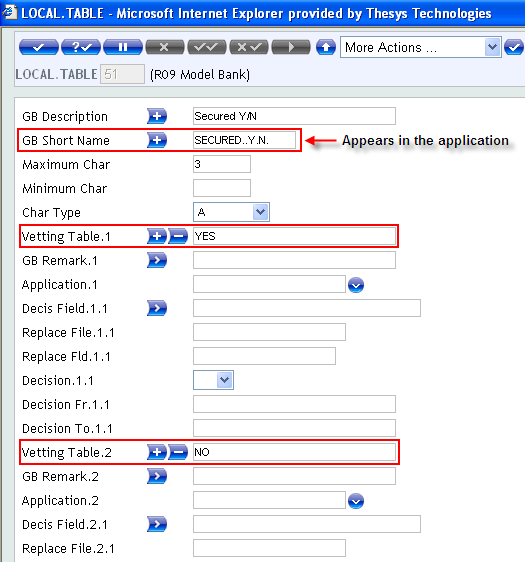 LOCAL.TABLE - Microsoft Internet Explorer provided by Thesys Technologies
More Actions ...
LOCAL.TABLE 51 (R09 Model Bank)
GB Description Secured Y/N
GB Short Name SECURED..Y.N. Appears in the application
Maximum Char 3
Minimum Char
Char Type A
Vetting Table.1 YES
GB Remark.1
Application.1
Decis Field.1.1
Replace File.1.1
Replace Fld.1.1
Decision.1.1
Decision Fr.1.1
Decision To.1.1
Vetting Table.2 NO
GB Remark.2
Application.2
Decis Field.2.1
Replace File.2.1